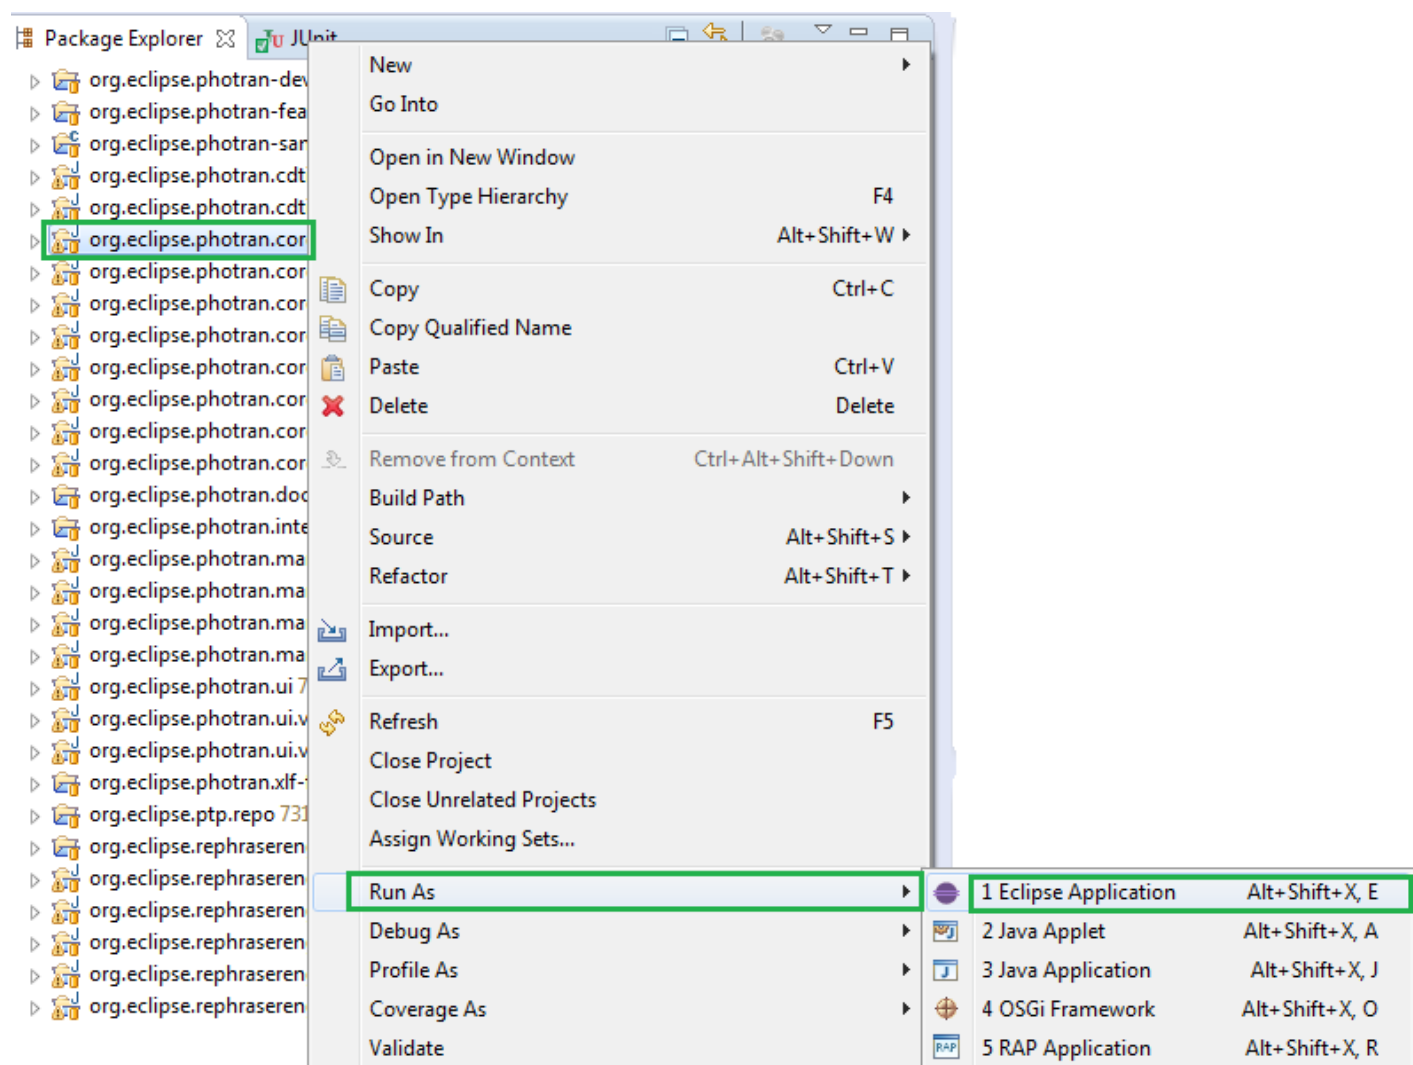 Package Explorer JUnit
org.eclipse.photran-dev
org.eclipse.photran-fea
org.eclipse.photran-sam
org.eclipse.photran.cdt
org.eclipse.photran.cdt
org.eclipse.photran.cor
org.eclipse.photran.cor
org.eclipse.photran.cor
org.eclipse.photran.cor
org.eclipse.photran.cor
org.eclipse.photran.cor
org.eclipse.photran.cor
org.eclipse.photran.cor
org.eclipse.photran.doc
org.eclipse.photran.inte
org.eclipse.photran.ma
org.eclipse.photran.ma
org.eclipse.photran.ma
org.eclipse.photran.ma
org.eclipse.photran.ui 7
org.eclipse.photran.ui.v
org.eclipse.photran.ui.v
org.eclipse.photran.xlf-
org.eclipse.ptp.repo 731
org.eclipse.rephraseren
org.eclipse.rephraseren
org.eclipse.rephraseren
org.eclipse.rephraseren
org.eclipse.rephraseren
org.eclipse.rephraseren
New
Go Into
Open in New Window
Open Type Hierarchy F4
Show In Alt+Shift+W
Copy Ctrl+C
Copy Qualified Name
Paste Ctrl+V
Delete Delete
Remove from Context Ctrl+Alt+Shift+Down
Build Path
Source Alt+Shift+S
Refactor Alt+Shift+T
Import...
Export...
Refresh F5
Close Project
Close Unrelated Projects
Assign Working Sets...
Run As
Debug As
Profile As
Coverage As
Validate
1 Eclipse Application Alt+Shift+X, E
2 Java Applet Alt+Shift+X, A
3 Java Application Alt+Shift+X, J
4 OSGi Framework Alt+Shift+X, O
RAP 5 RAP Application Alt+Shift+X, R